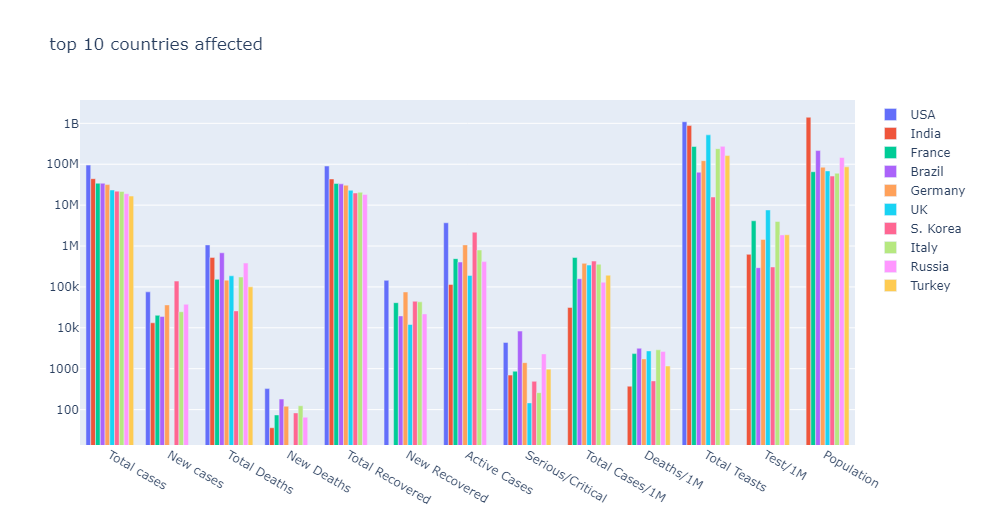 top 10 countries affected
1B
100M
10M
1M
100k
10k
1000
100
Total cases
New cases
Total Deaths
New Deaths
Total Recovered
New Recovered
Active Cases
Serious/Critical
Total Cases/1M
Deaths/1M
Total Teasts
Test/1M
Population
USA
India
France
Brazil
Germany
UK
S. Korea
Italy
Russia
Turkey